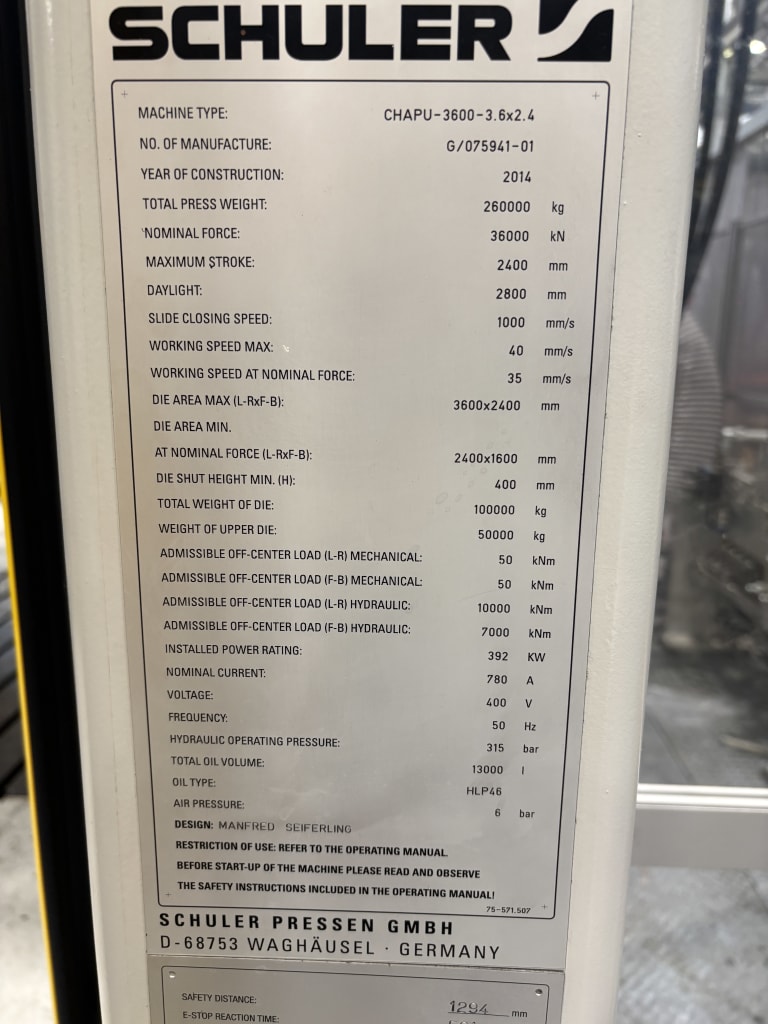 SCHULER
MACHINE TYPE: CHAPU-3600-3.6x2.4
NO. OF MANUFACTURE: G/075941-01
YEAR OF CONSTRUCTION: 2014
TOTAL PRESS WEIGHT: 260000 kg
NOMINAL FORCE: 36000 kN
MAXIMUM STROKE: 2400 mm
DAYLIGHT: 2800 mm
SLIDE CLOSING SPEED: 1000 mm/s
WORKING SPEED MAX: 40 mm/s
WORKING SPEED AT NOMINAL FORCE: 35 mm/s
DIE AREA MAX (L-RxF-B): 3600x2400 mm
DIE AREA MIN.
AT NOMINAL FORCE (L-RxF-B): 2400x1600 mm
DIE SHUT HEIGHT MIN. (H): 400 mm
TOTAL WEIGHT OF DIE: 100000 kg
WEIGHT OF UPPER DIE: 50000 kg
ADMISSIBLE OFF-CENTER LOAD (L-R) MECHANICAL: 50 kNm
ADMISSIBLE OFF-CENTER LOAD (F-B) MECHANICAL: 50 kNm
ADMISSIBLE OFF-CENTER LOAD (L-R) HYDRAULIC: 10000 kNm
ADMISSIBLE OFF-CENTER LOAD (F-B) HYDRAULIC: 7000 kNm
INSTALLED POWER RATING: 392 KW
NOMINAL CURRENT: 780 A
VOLTAGE: 400 V
FREQUENCY: 50 Hz
HYDRAULIC OPERATING PRESSURE: 315 bar
TOTAL OIL VOLUME: 13000 l
OIL TYPE: HLP46
AIR PRESSURE: 6 bar
DESIGN: MANFRED SEIFERLING
RESTRICTION OF USE: REFER TO THE OPERATING MANUAL.
BEFORE START-UP OF THE MACHINE PLEASE READ AND OBSERVE
THE SAFETY INSTRUCTIONS INCLUDED IN THE OPERATING MANUAL!
75-571.507
SCHULER PRESSEN GMBH
D-68753 WAGHÄUSEL · GERMANY
SAFETY DISTANCE: 1294 mm
E-STOP REACTION TIME: